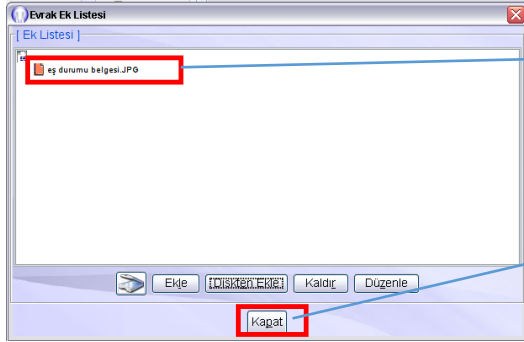 Evrak Ek Listesi
[ Ek Listesi ]
eş durumu belgesi.JPG
Ekle Diskten Ekle Kaldır Düzenle
Kapat